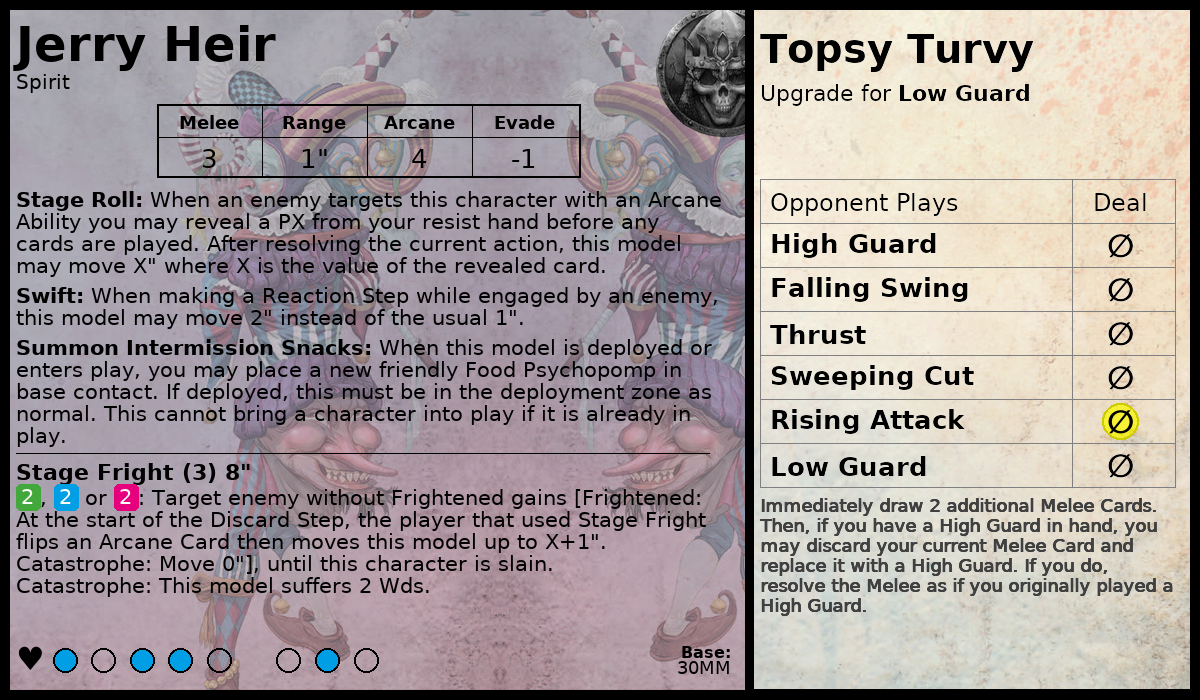 Jerry Heir
Spirit
Melee Range Arcane Evade
3 1" 4 -1
Stage Roll: When an enemy targets this character with an Arcane
Ability you may reveal a PX from your resist hand before any
cards are played. After resolving the current action, this model
may move X" where X is the value of the revealed card.
Swift: When making a Reaction Step while engaged by an enemy,
this model may move 2" instead of the usual 1".
Summon Intermission Snacks: When this model is deployed or
enters play, you may place a new friendly Food Psychopomp in
base contact. If deployed, this must be in the deployment zone as
normal. This cannot bring a character into play if it is already in
play.
Stage Fright (3) 8"
2, 2 or 2: Target enemy without Frightened gains [Frightened:
At the start of the Discard Step, the player that used Stage Fright
flips an Arcane Card then moves this model up to X+1".
Catastrophe: Move 0"], until this character is slain.
Catastrophe: This model suffers 2 Wds.
Base:
30MM
Topsy Turvy
Upgrade for Low Guard
Opponent Plays Deal
High Guard ∅
Falling Swing ∅
Thrust ∅
Sweeping Cut ∅
Rising Attack ∅
Low Guard ∅
Immediately draw 2 additional Melee Cards.
Then, if you have a High Guard in hand, you
may discard your current Melee Card and
replace it with a High Guard. If you do,
resolve the Melee as if you originally played a
High Guard.